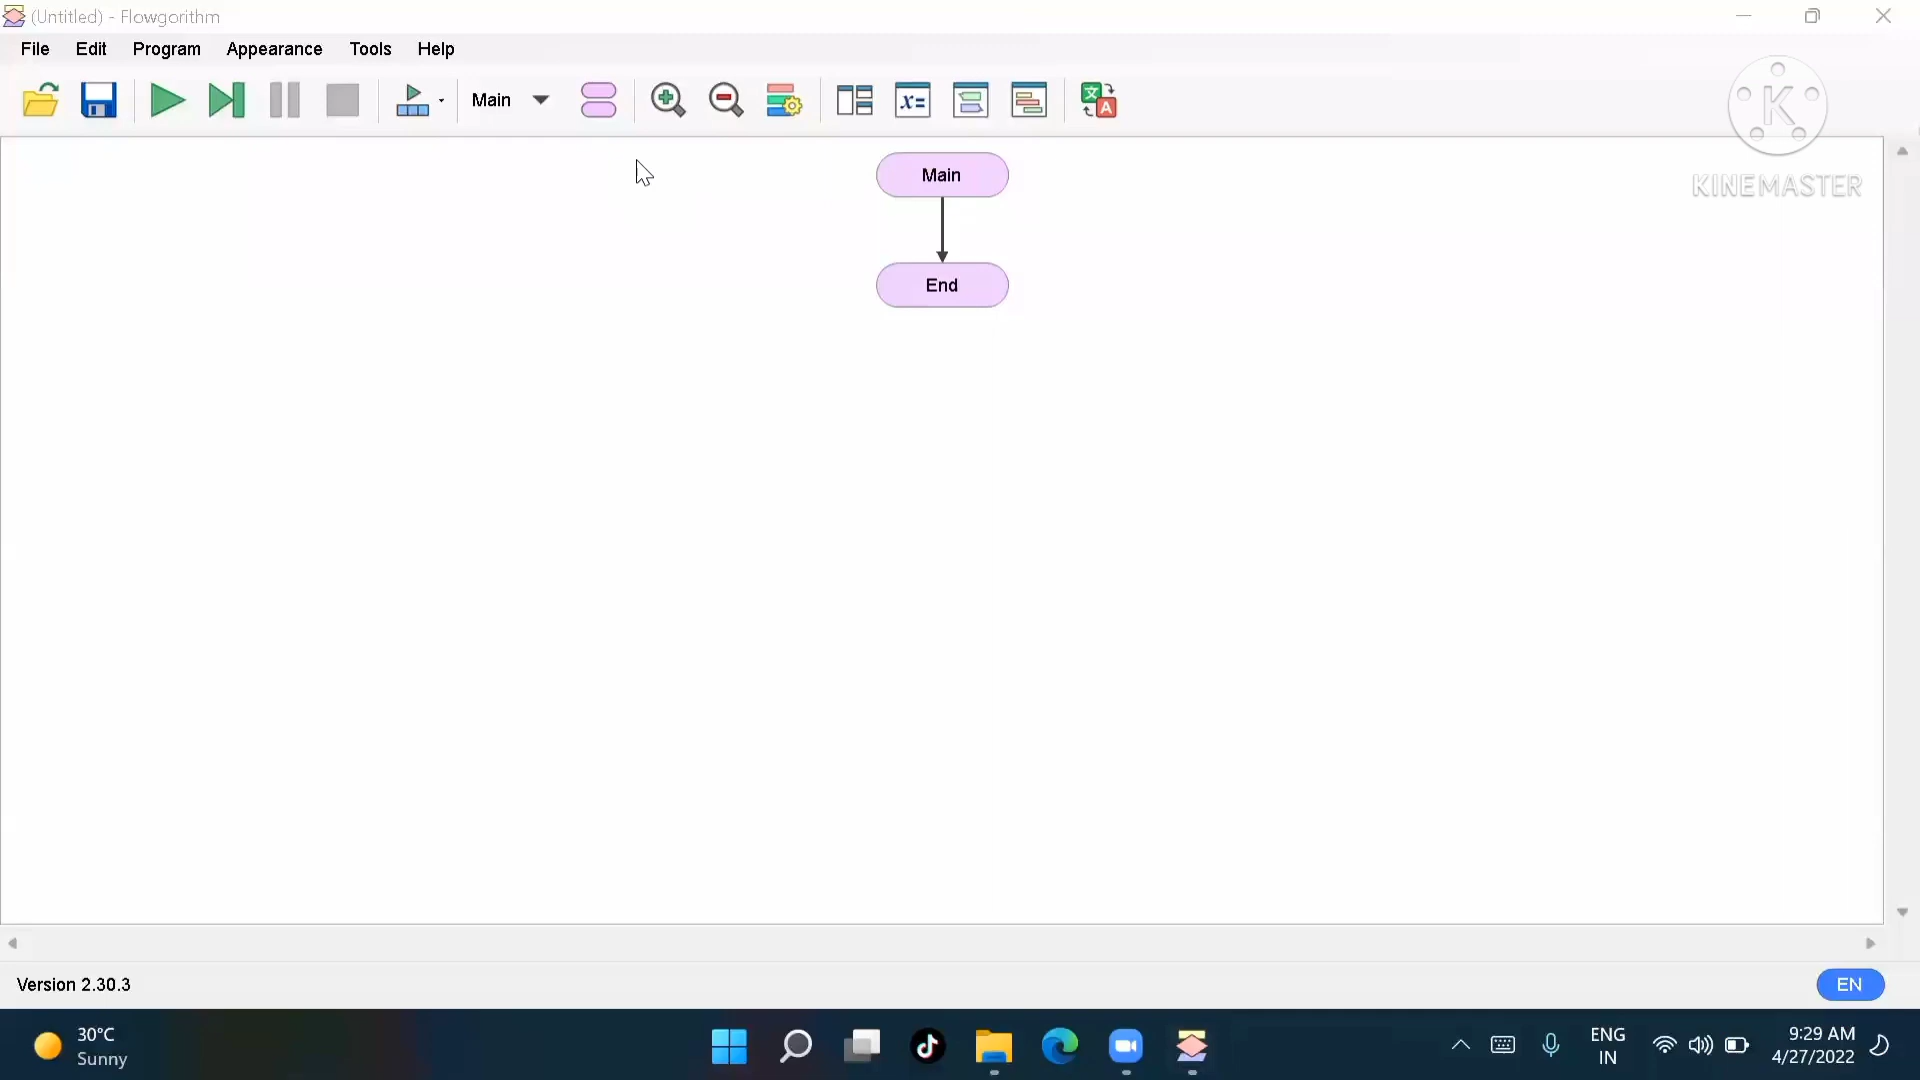 (Untitled) - Flowgorithm
File Edit Program Appearance Tools Help
Main
x=
文 A
K
KINEMASTER
Main
End
Version 2.30.3
EN
30°C
Sunny
ENG
IN
9:29 AM
4/27/2022